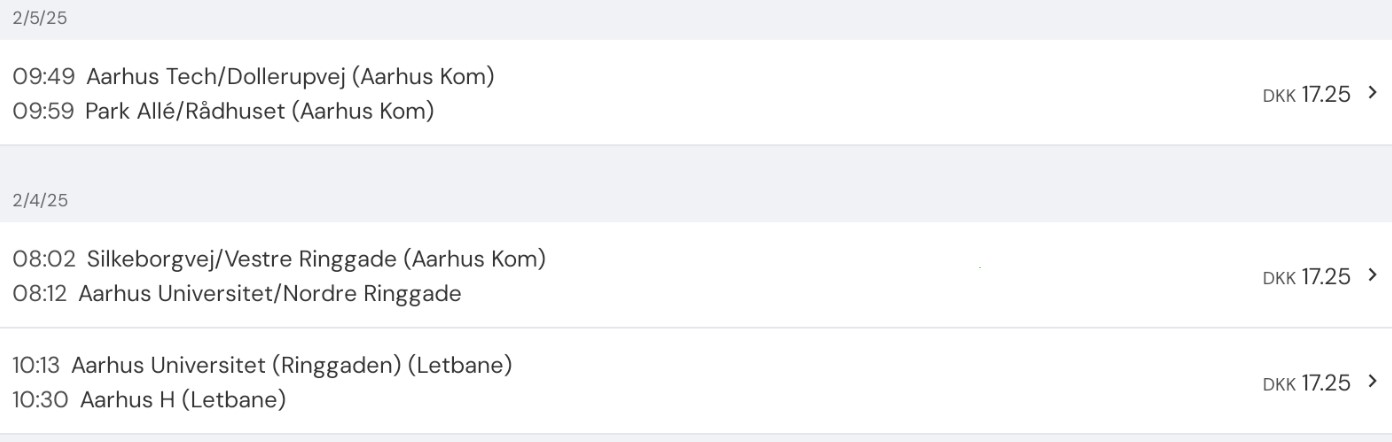 2/5/25
09:49 Aarhus Tech/Dollerupvej (Aarhus Kom)
09:59 Park Allé/Rådhuset (Aarhus Kom)
DKK 17.25
2/4/25
08:02 Silkeborgvej/Vestre Ringgade (Aarhus Kom)
08:12 Aarhus Universitet/Nordre Ringgade
DKK 17.25
10:13 Aarhus Universitet (Ringgaden) (Letbane)
10:30 Aarhus H (Letbane)
DKK 17.25